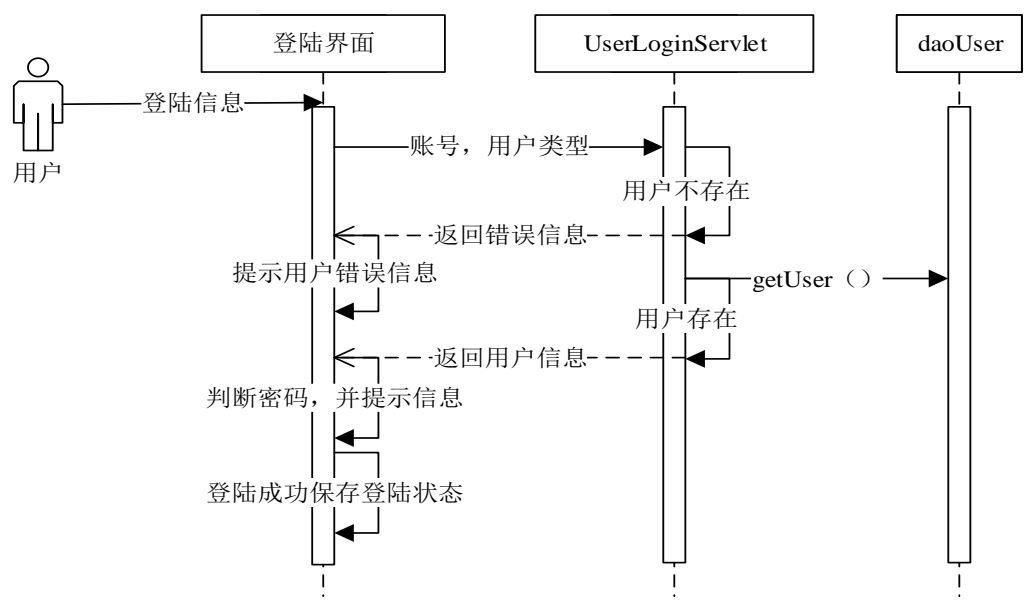 登陆界面
UserLoginServlet
daoUser
登陆信息
用户
账号，用户类型
用户不存在
返回错误信息
提示用户错误信息
getUser（）
用户存在
返回用户信息
判断密码，并提示信息
登陆成功保存登陆状态